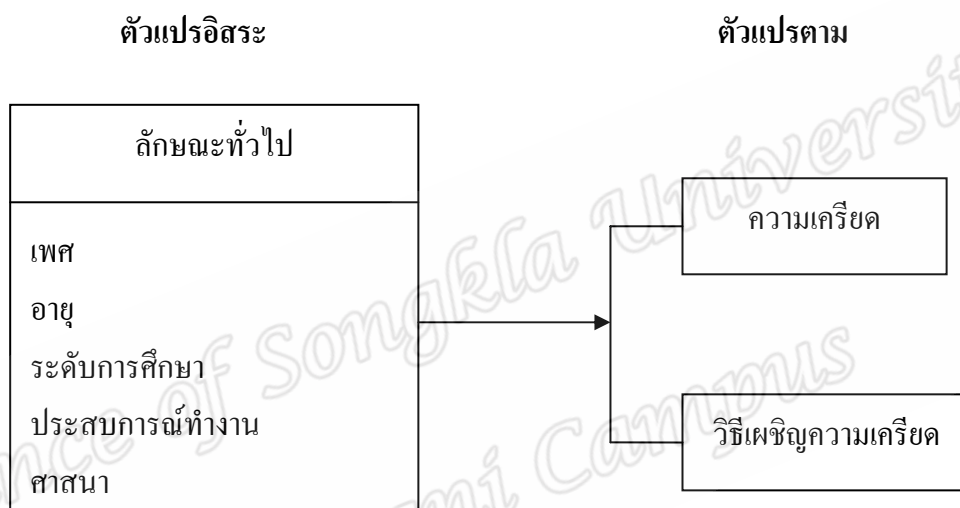 ตัวแปรอิสระ
ตัวแปรตาม
ลักษณะทั่วไป
เพศ
อายุ
ระดับการศึกษา
ประสบการณ์ทำงาน
ศาสนา
ความเครียด
วิธีเผชิญความเครียด
of Songkla Universit
Campus